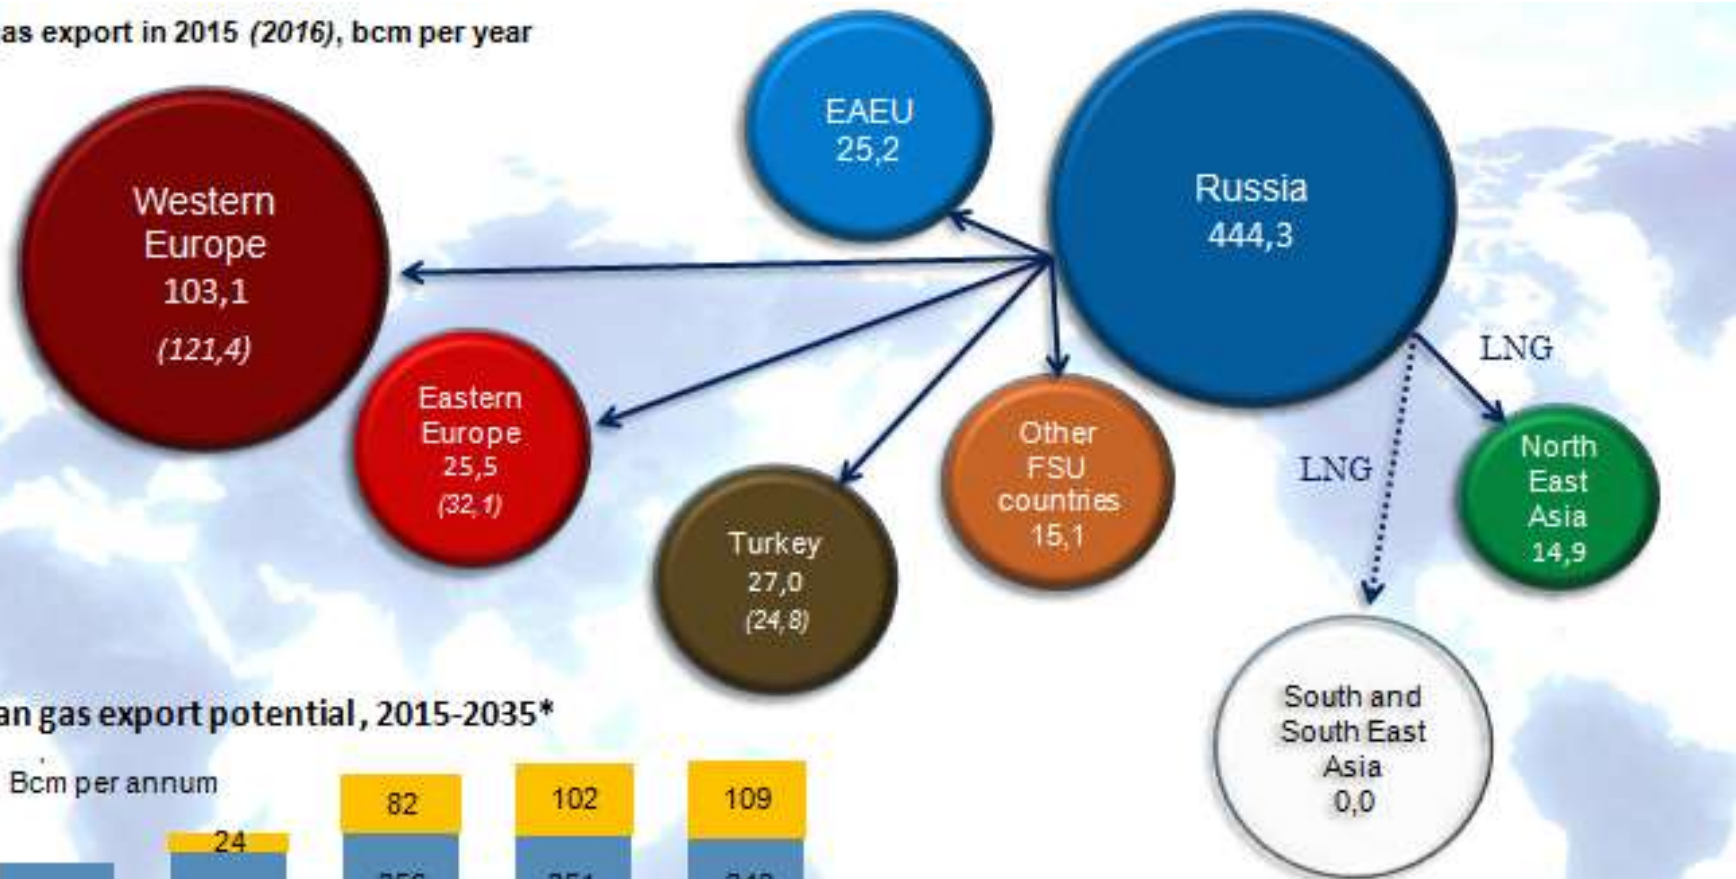 as export in 2015 (2016), bcm per year
EAEU
25,2
Russia
444,3
Western
Europe
103,1
(121,4)
LNG
Eastern
Europe
25,5
(32,1)
Other
FSU
countries
15,1
LNG
North
East
Asia
14,9
Turkey
27,0
(24,8)
South and
South East
Asia
0,0
an gas export potential, 2015-2035*
Bcm per annum
24
82
102
109